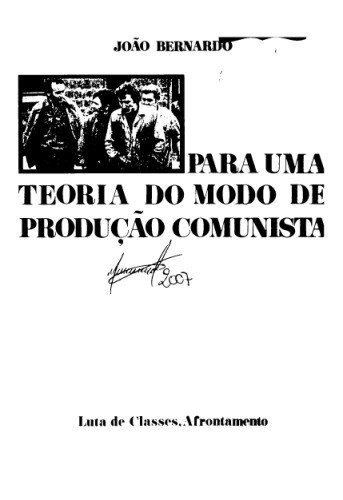 JOÃO BERNARDO
PARA UMA
TEORIA DO MODO DE
PRODUÇÃO COMUNISTA
2007
Luta de Classes. Afrontamento